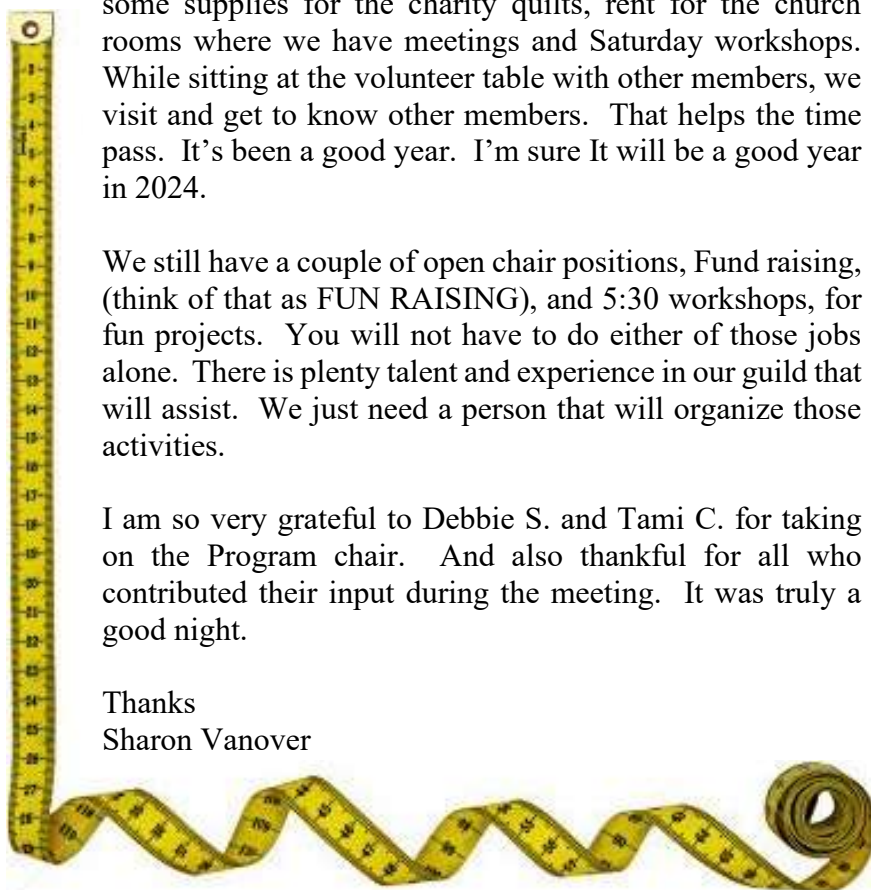 some supplies for the charity quilts, rent for the church
rooms where we have meetings and Saturday workshops.
While sitting at the volunteer table with other members, we
visit and get to know other members. That helps the time
pass. It's been a good year. I'm sure It will be a good year
in 2024.
We still have a couple of open chair positions, Fund raising,
(think of that as FUN RAISING), and 5:30 workshops, for
fun projects. You will not have to do either of those jobs
alone. There is plenty talent and experience in our guild that
will assist. We just need a person that will organize those
activities.
I am so very grateful to Debbie S. and Tami C. for taking
on the Program chair. And also thankful for all who
contributed their input during the meeting. It was truly a
good night.
Thanks
Sharon Vanover